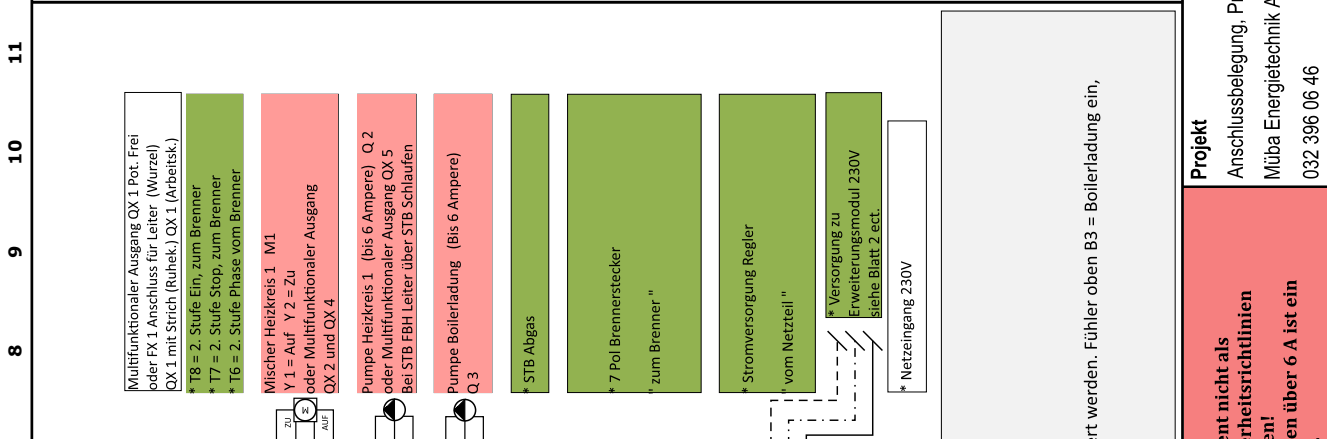 11
10
9
8
Multifunktionaler Ausgang QX 1 Pot. Frei
oder FX 1 Anschluss für Leiter (Wurzel)
QX 1 mit Strich (Ruhek.) QX 1 (Arbeitsk.)
* T8 = 2. Stufe Ein, zum Brenner
* T7 = 2. Stufe Stop, zum Brenner
* T6 = 2. Stufe Phase vom Brenner
Mischer Heizkreis 1 M1
Y 1 = Auf Y 2 = Zu
oder Multifunktionaler Ausgang
QX 2 und QX 4
ZU
M
AUF
Pumpe Heizkreis 1 (bis 6 Ampere) Q 2
oder Multifunktionaler Ausgang QX 5
Bei STB FBH Leiter über STB Schlaufen
Pumpe Boilerladung (Bis 6 Ampere)
Q 3
* STB Abgas
* 7 Pol Brennerstecker
" zum Brenner "
* Stromversorgung Regler
" vom Netzteil "
* Versorgung zu
Erweiterungsmodul 230V
siehe Blatt 2 ect.
* Netzeingang 230V
werden. Fühler oben B3 = Boilerladung ein,
Projekt
Anschlussbelegung,
Müba Energietechnik
032 396 06 46
nicht als
über 6 A ist ein